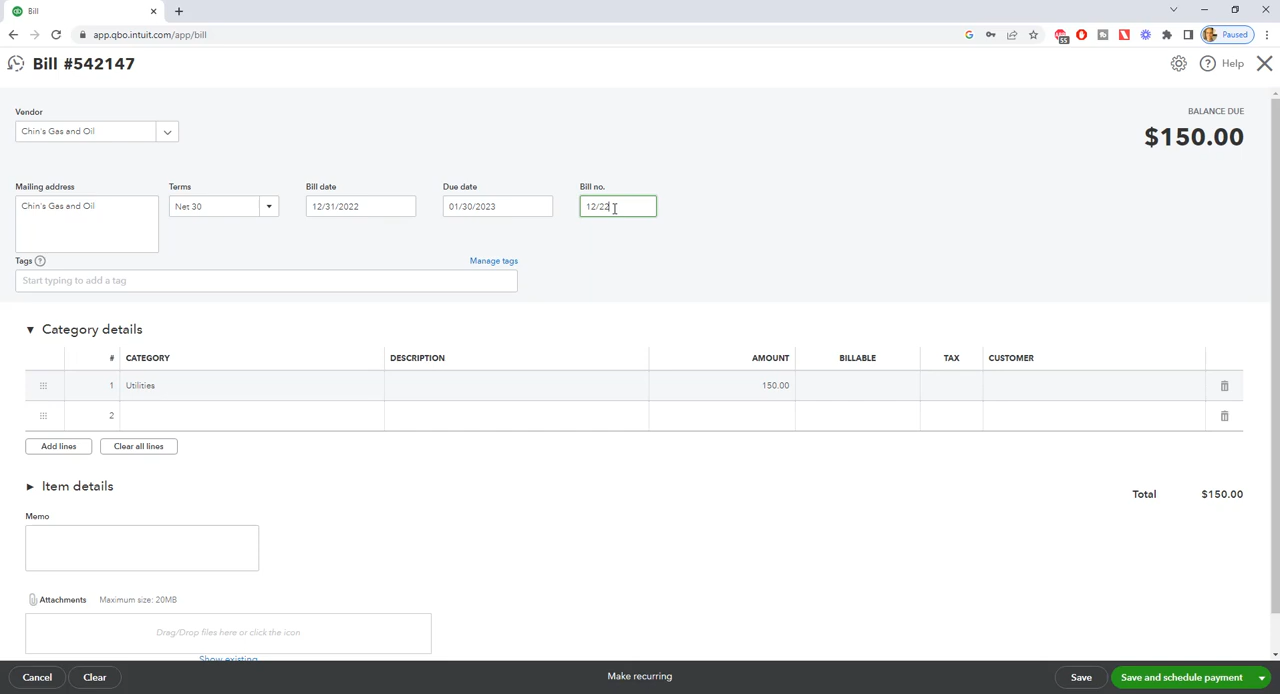 Bill
app.qbo.intuit.com/app/bill
55
Paused
Bill #542147
Help
Vendor
BALANCE DUE
Chin's Gas and Oil
$150.00
Mailing address
Terms
Bill date
Due date
Bill no.
Chin's Gas and Oil
Net 30
12/31/2022
01/30/2023
12/22
Tags
Manage tags
Start typing to add a tag
Category details
# CATEGORY DESCRIPTION AMOUNT BILLABLE TAX CUSTOMER
1 Utilities 150.00
2
Add lines
Clear all lines
Item details
Total $150.00
Memo
Attachments Maximum size: 20MB
Drag/Drop files here or click the icon
Show existing
Cancel
Clear
Make recurring
Save
Save and schedule payment